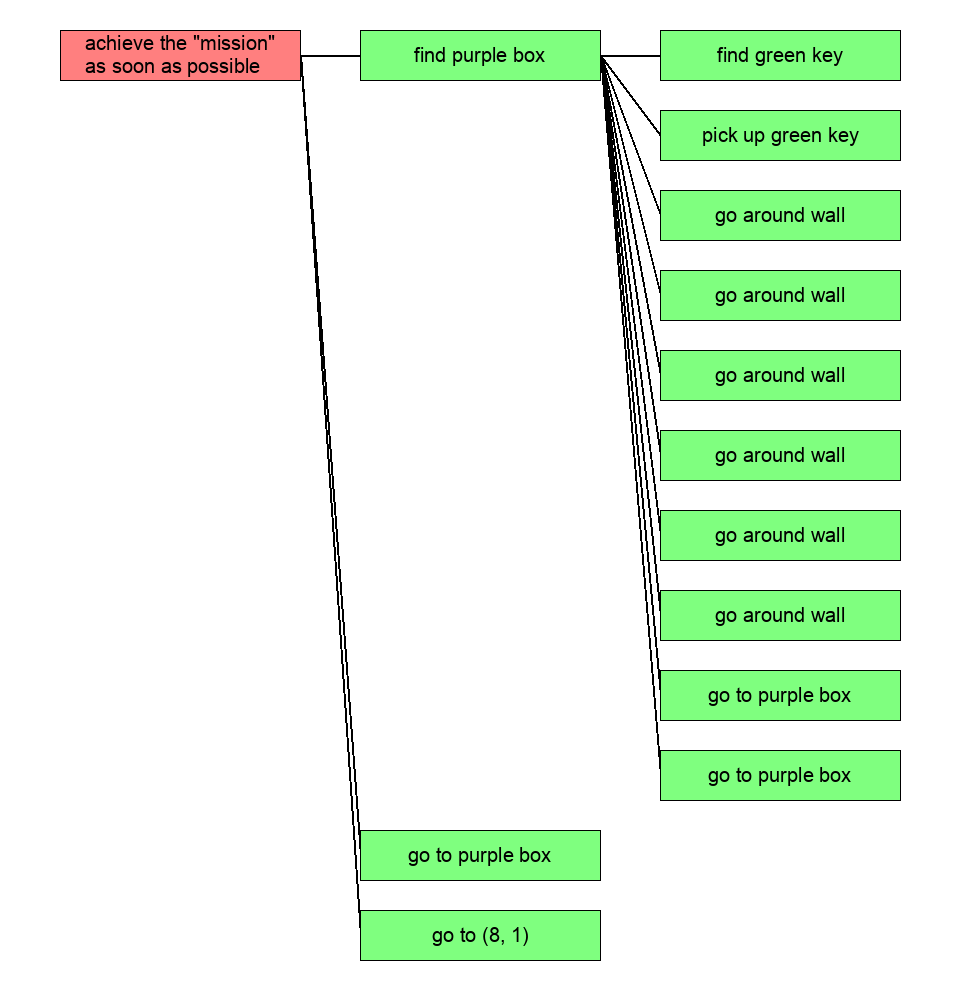 achieve the "mission"
as soon as possible
find purple box
find green key
pick up green key
go around wall
go around wall
go around wall
go around wall
go around wall
go around wall
go to purple box
go to purple box
go to purple box
go to (8, 1)